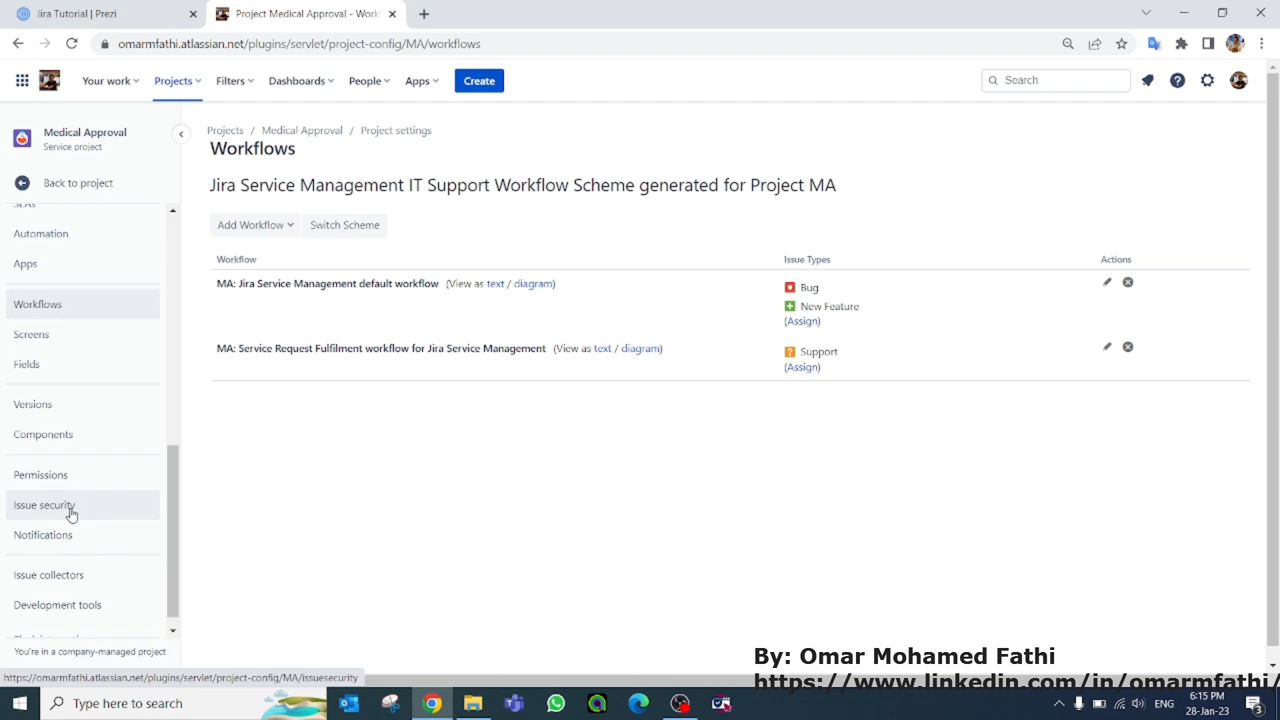 Jira Tutorial | Prezi
Project Medical Approval - Work
omarmfathi.atlassian.net/plugins/servlet/project-config/MA/workflows
Your work
Projects
Filters
Dashboards
People
Apps
Create
Search
Medical Approval
Service project
Back to project
SLAs
Automation
Apps
Workflows
Screens
Fields
Versions
Components
Permissions
Issue security
Notifications
Issue collectors
Development tools
You're in a company-managed project
Projects / Medical Approval / Project settings
Workflows
Jira Service Management IT Support Workflow Scheme generated for Project MA
Add Workflow
Switch Scheme
Workflow
Issue Types
Actions
MA: Jira Service Management default workflow (View as text / diagram)
Bug
New Feature
(Assign)
MA: Service Request Fulfilment workflow for Jira Service Management (View as text / diagram)
Support
(Assign)
By: Omar Mohamed Fathi
https://www.linkedin.com/in/omarmfathi/
https://omarmfathi.atlassian.net/plugins/servlet/project-config/MA/issuesecurity
Type here to search
ENG
6:15 PM
28-Jan-23
3